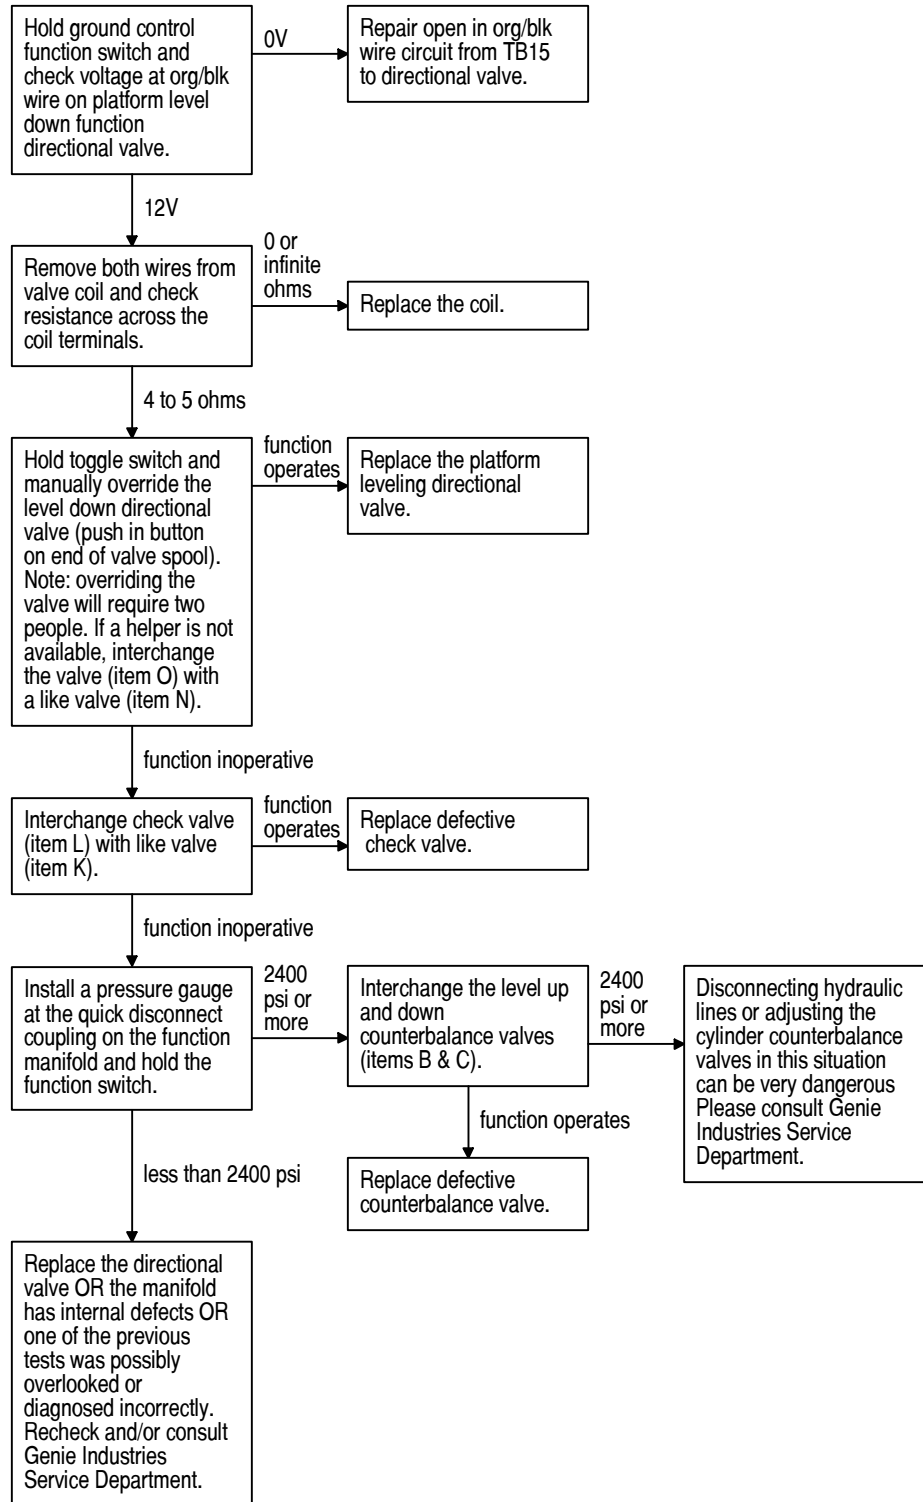 Hold ground control
function switch and
check voltage at org/blk
wire on platform level
down function
directional valve.
0V
Repair open in org/blk
wire circuit from TB15
to directional valve.
12V
Remove both wires from
valve coil and check
resistance across the
coil terminals.
0 or
infinite
ohms
Replace the coil.
4 to 5 ohms
Hold toggle switch and
manually override the
level down directional
valve (push in button
on end of valve spool).
Note: overriding the
valve will require two
people. If a helper is not
available, interchange
the valve (item O) with
a like valve (item N).
function
operates
Replace the platform
leveling directional
valve.
function inoperative
Interchange check valve
(item L) with like valve
(item K).
function
operates
Replace defective
check valve.
function inoperative
Install a pressure gauge
at the quick disconnect
coupling on the function
manifold and hold the
function switch.
2400
psi or
more
Interchange the level up
and down
counterbalance valves
(items B & C).
2400
psi or
more
Disconnecting hydraulic
lines or adjusting the
cylinder counterbalance
valves in this situation
can be very dangerous
Please consult Genie
Industries Service
Department.
function operates
Replace defective
counterbalance valve.
less than 2400 psi
Replace the directional
valve OR the manifold
has internal defects OR
one of the previous
tests was possibly
overlooked or
diagnosed incorrectly.
Recheck and/or consult
Genie Industries
Service Department.